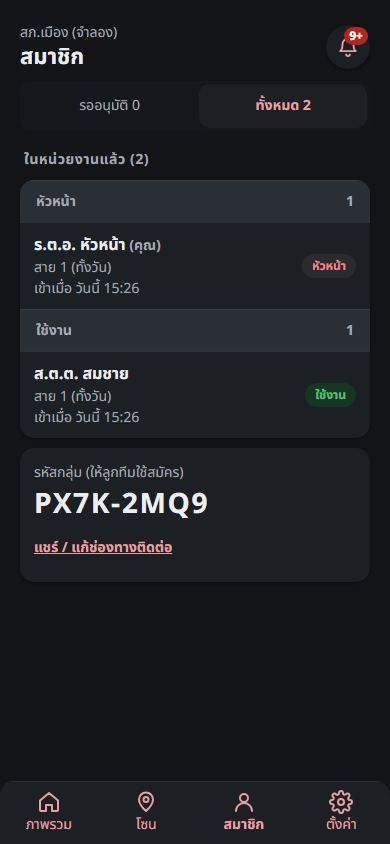 สภ.เมือง (จำลอง)
สมาชิก
9+
รออนุมัติ 0
ทั้งหมด 2
ในหน่วยงานแล้ว (2)
หัวหน้า 1
ร.ต.อ. หัวหน้า (คุณ)
สาย 1 (ทั้งวัน)
เข้าเมื่อ วันนี้ 15:26
หัวหน้า
ใช้งาน 1
ส.ต.ต. สมชาย
สาย 1 (ทั้งวัน)
เข้าเมื่อ วันนี้ 15:26
ใช้งาน
รหัสกลุ่ม (ให้ลูกทีมใช้สมัคร)
PX7K-2MQ9
แชร์ / แก้ช่องทางติดต่อ
ภาพรวม
โซน
สมาชิก
ตั้งค่า